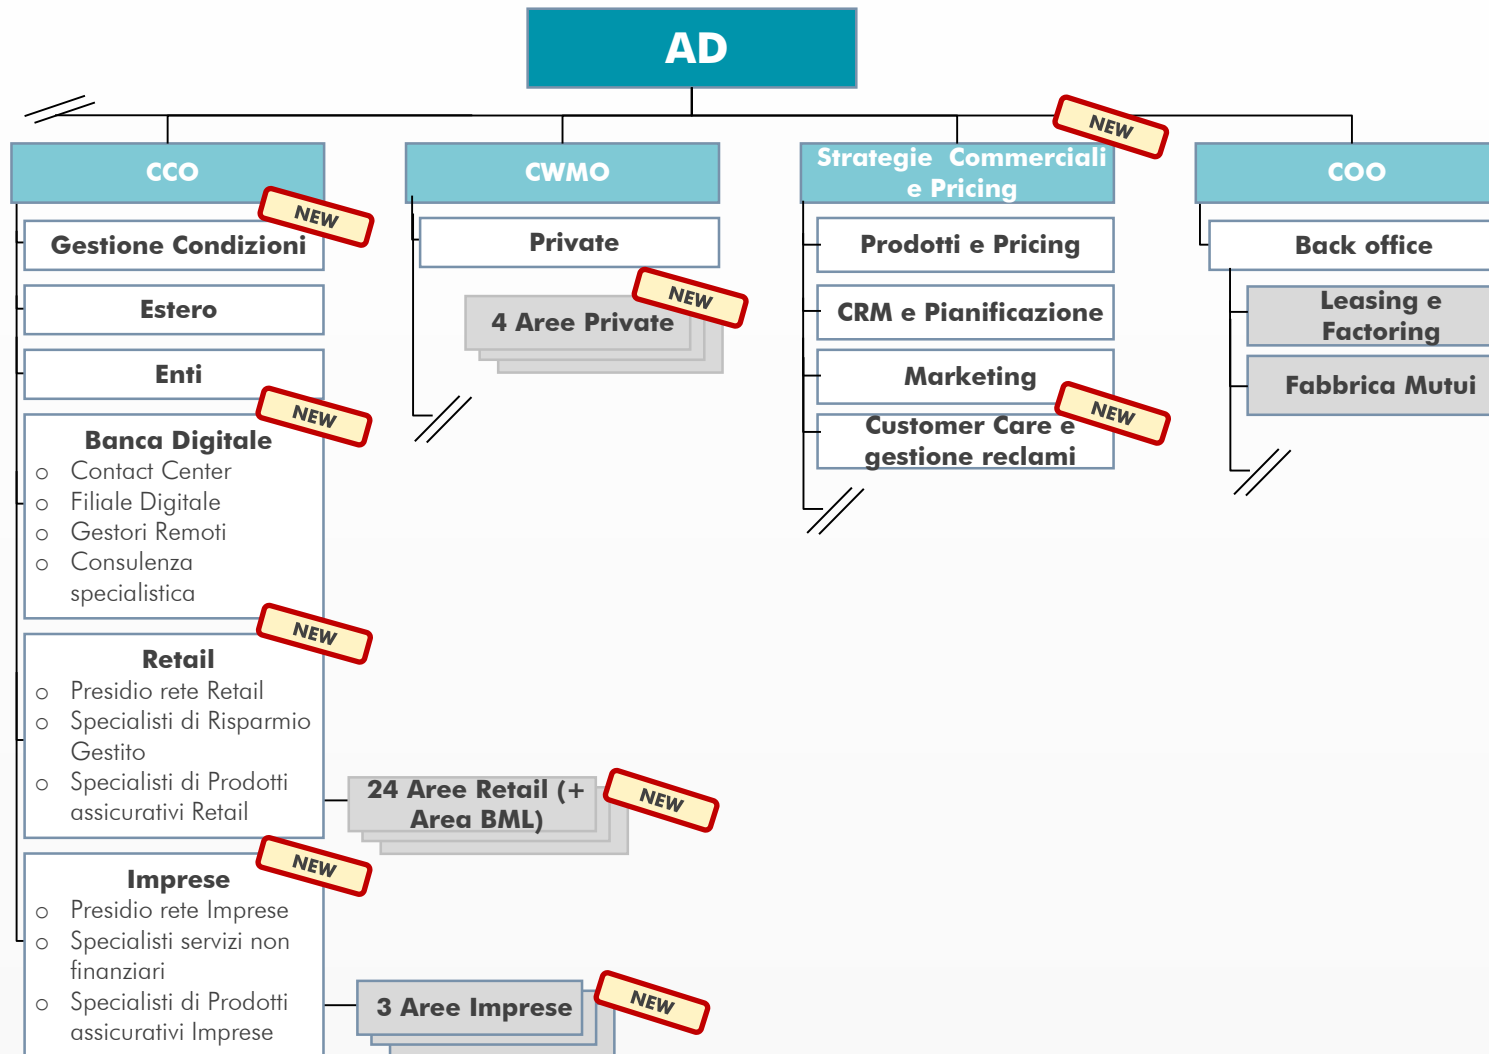 AD
NEW
CCO
CWMO
Strategie Commerciali
e Pricing
COO
NEW
Gestione Condizioni
Estero
Enti
NEW
Banca Digitale
o Contact Center
o Filiale Digitale
o Gestori Remoti
o Consulenza
specialistica
NEW
Retail
o Presidio rete Retail
o Specialisti di Risparmio
Gestito
o Specialisti di Prodotti
assicurativi Retail
24 Aree Retail (+
Area BML)
NEW
NEW
Imprese
o Presidio rete Imprese
o Specialisti servizi non
finanziari
o Specialisti di Prodotti
assicurativi Imprese
3 Aree Imprese
NEW
Private
NEW
4 Aree Private
Prodotti e Pricing
CRM e Pianificazione
Marketing
NEW
Customer Care e
gestione reclami
Back office
Leasing e
Factoring
Fabbrica Mutui